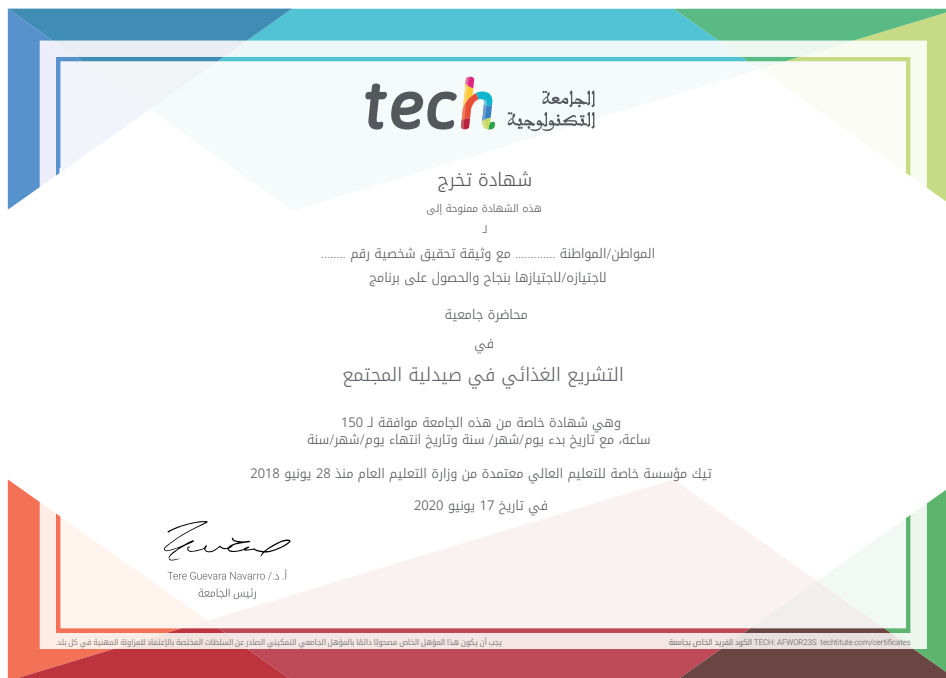 tech الجامعة
التكنولوجية
شهادة تخرج
هذه الشهادة ممنوحة إلى
لـ
المواطن/المواطنة ............ مع وثيقة تحقيق شخصية رقم ........
لاجتيازه/لاجتيازها بنجاح والحصول على برنامج
محاضرة جامعية
في
التشريع الغذائي في صيدلية المجتمع
وهي شهادة خاصة من هذه الجامعة موافقة لـ 150
ساعة، مع تاريخ بدء يوم/شهر/ سنة وتاريخ انتهاء يوم/شهر/سنة
تيك مؤسسة خاصة للتعليم العالي معتمدة من وزارة التعليم العام منذ 28 يونيو 2018
في تاريخ 17 يونيو 2020
أ .د/ Tere Guevara Navarro
رئيس الجامعة
يجب أن يكون هذا المؤهل الخاص مصحوبًا دائمًا بالمؤهل الجامعي التمكيني الصادر عن السلطات المختصة بالإعتماد للمزاولة المهنية في كل بلد.
الكود الفريد الخاص بجامعة TECH: AFWOR23S techtitute.com/certificates